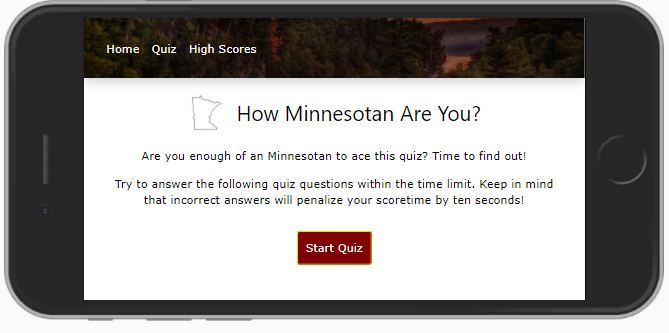 Home Quiz High Scores
How Minnesotan Are You?
Are you enough of an Minnesotan to ace this quiz? Time to find out!
Try to answer the following quiz questions within the time limit. Keep in mind
that incorrect answers will penalize your scoretime by ten seconds!
Start Quiz